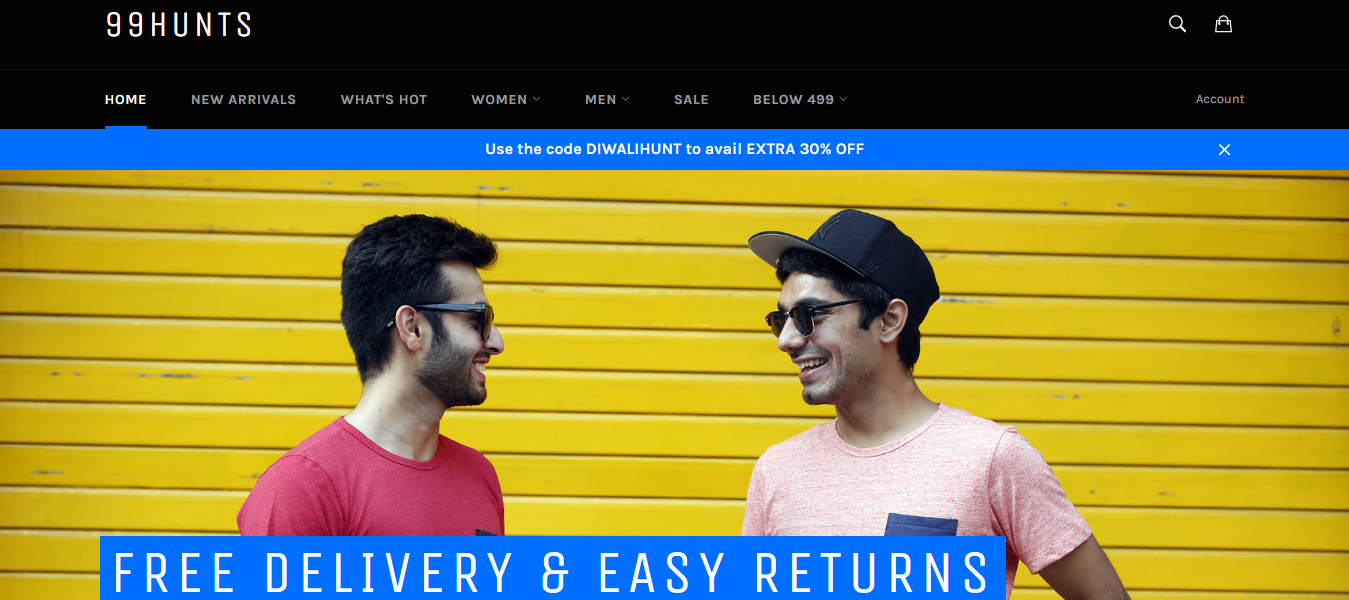 99HUNTS
HOME NEW ARRIVALS WHAT'S HOT WOMEN MEN SALE BELOW 499 Account
Use the code DIWALIHUNT to avail EXTRA 30% OFF
FREE DELIVERY & EASY RETURNS